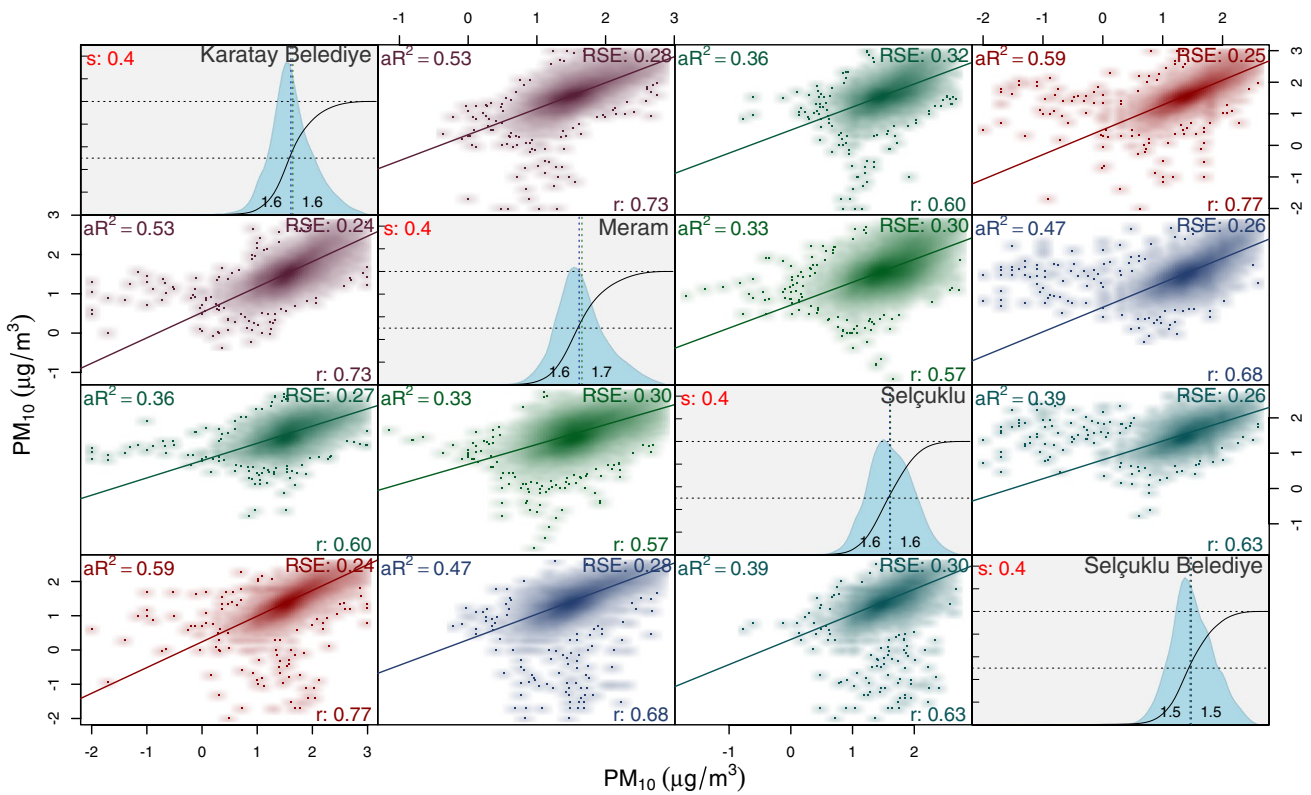 -1 0 1 2 3 -2 -1 0 1 2
s: 0.4 Karatay Belediye aR² = 0.53 RSE: 0.28 aR² = 0.36 RSE: 0.32 aR² = 0.59 RSE: 0.25 3
2
1
0
-1
1.6 1.6 r: 0.73 r: 0.60 r: 0.77 -2
3 aR² = 0.53 RSE: 0.24 s: 0.4 Meram aR² = 0.33 RSE: 0.30 aR² = 0.47 RSE: 0.26
2
1
0
-1 r: 0.73 1.6 1.7 r: 0.57 r: 0.68
aR² = 0.36 RSE: 0.27 aR² = 0.33 RSE: 0.30 s: 0.4 Selçuklu aR² = 0.39 RSE: 0.26
2
1
0
-1
r: 0.60 r: 0.57 1.6 1.6 r: 0.63
aR² = 0.59 RSE: 0.24 aR² = 0.47 RSE: 0.28 aR² = 0.39 RSE: 0.30 s: 0.4 Selçuklu Belediye
2
1
0
-1
-2 r: 0.77 r: 0.68 r: 0.63 1.5 1.5
-2 -1 0 1 2 3 -1 0 1 2
PM₁₀ (µg/m³)
PM₁₀ (µg/m³)